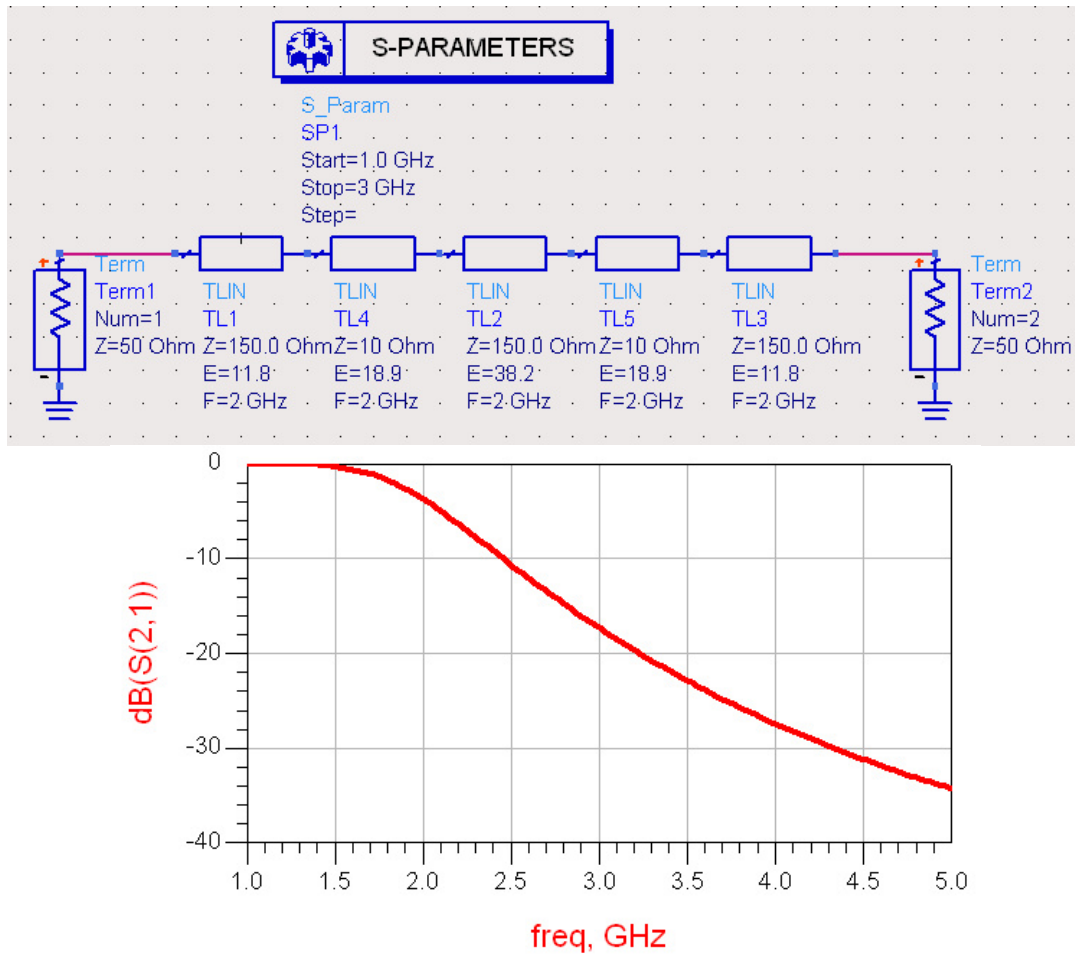 S-PARAMETERS
S_Param
SP1
Start=1.0 GHz
Stop=3 GHz
Step=
Term
Term1
Num=1
Z=50 Ohm
TLIN
TL1
Z=150.0 Ohm
E=11.8
F=2 GHz
TLIN
TL4
Z=10 Ohm
E=18.9
F=2 GHz
TLIN
TL2
Z=150.0 Ohm
E=38.2
F=2 GHz
TLIN
TL5
Z=10 Ohm
E=18.9
F=2 GHz
TLIN
TL3
Z=150.0 Ohm
E=11.8
F=2 GHz
Term
Term2
Num=2
Z=50 Ohm
dB(S(2,1))
0
-10
-20
-30
-40
1.0 1.5 2.0 2.5 3.0 3.5 4.0 4.5 5.0
freq, GHz